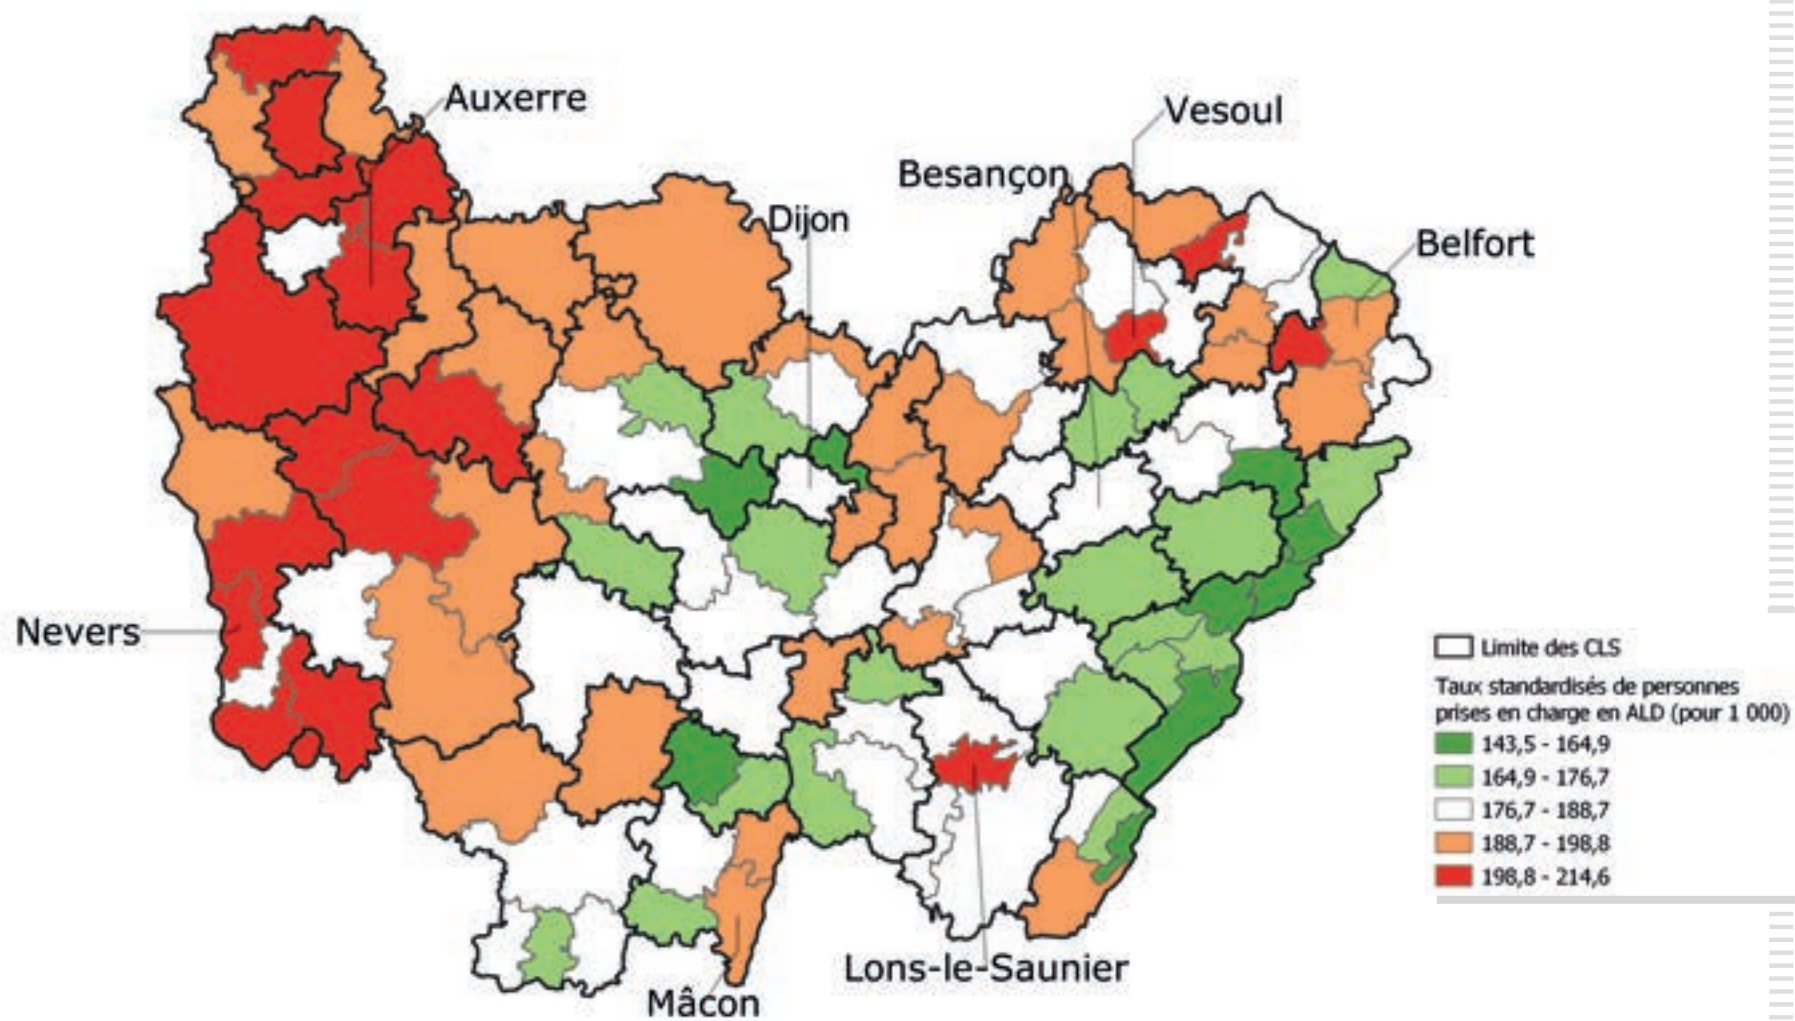 Auxerre
Vesoul
Besançon
Dijon
Belfort
Nevers
Limite des CLS
Taux standardisés de personnes
prises en charge en ALD (pour 1 000)
143,5 - 164,9
164,9 - 176,7
176,7 - 188,7
188,7 - 198,8
198,8 - 214,6
Lons-le-Saunier
Mâcon